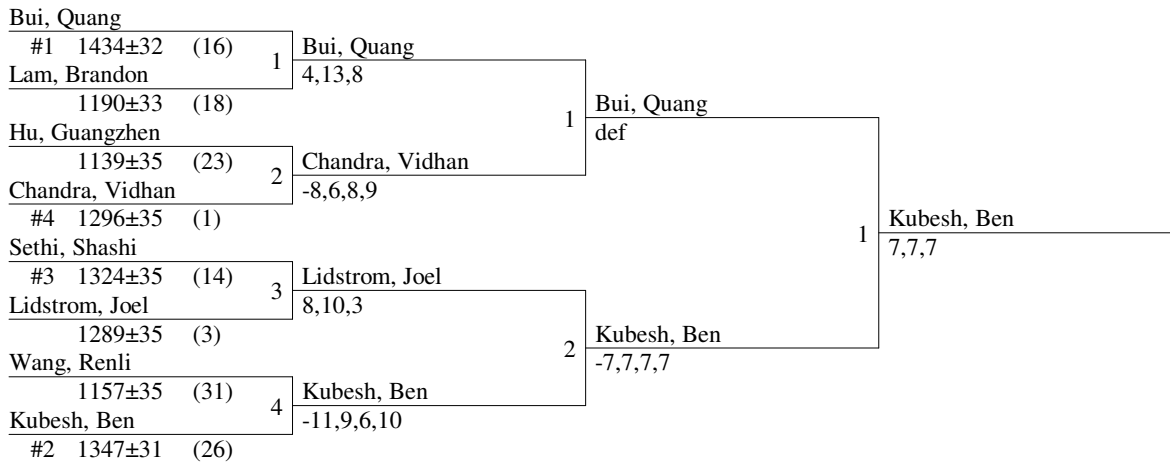 Bui, Quang
#1 1434±32 (16)
Lam, Brandon
1190±33 (18)
Hu, Guangzhen
1139±35 (23)
Chandra, Vidhan
#4 1296±35 (1)
Sethi, Shashi
#3 1324±35 (14)
Lidstrom, Joel
1289±35 (3)
Wang, Renli
1157±35 (31)
Kubesh, Ben
#2 1347±31 (26)
1
Bui, Quang
4,13,8
2
Chandra, Vidhan
-8,6,8,9
3
Lidstrom, Joel
8,10,3
4
Kubesh, Ben
-11,9,6,10
1
Bui, Quang
def
2
Kubesh, Ben
-7,7,7,7
1
Kubesh, Ben
7,7,7